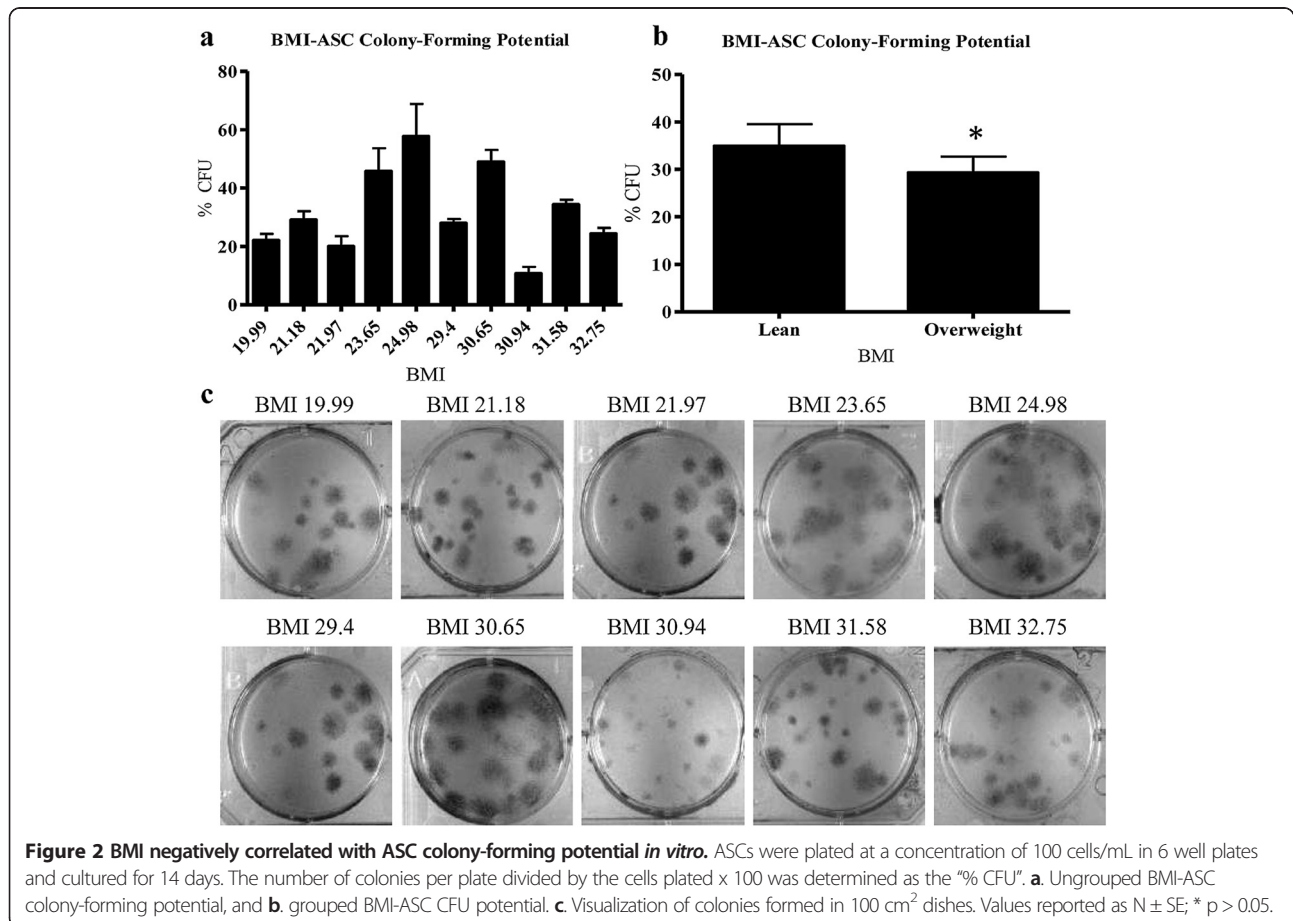 a
BMI-ASC Colony-Forming Potential
80
60
40
20
0
% CFU
19.99 21.18 21.97 23.65 24.98 29.4 30.65 30.94 31.58 32.75
BMI
b
BMI-ASC Colony-Forming Potential
50
40
30
20
10
0
% CFU
*
Lean Overweight
BMI
c
BMI 19.99 BMI 21.18 BMI 21.97 BMI 23.65 BMI 24.98
BMI 29.4 BMI 30.65 BMI 30.94 BMI 31.58 BMI 32.75
Figure 2 BMI negatively correlated with ASC colony-forming potential in vitro. ASCs were plated at a concentration of 100 cells/mL in 6 well plates
and cultured for 14 days. The number of colonies per plate divided by the cells plated x 100 was determined as the “% CFU”. a. Ungrouped BMI-ASC
colony-forming potential, and b. grouped BMI-ASC CFU potential. c. Visualization of colonies formed in 100 cm² dishes. Values reported as N ± SE; * p > 0.05.